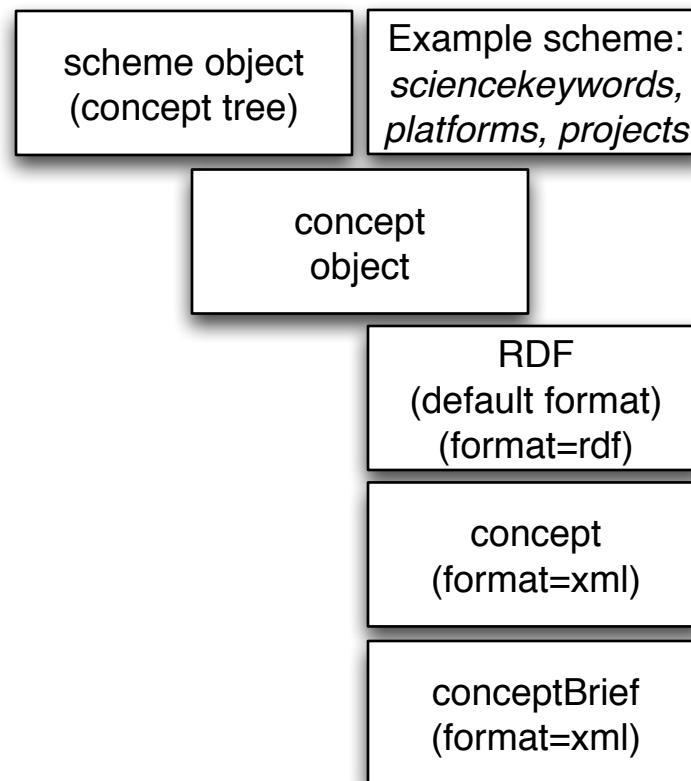 scheme object
(concept tree)
Example scheme:
sciencekeywords,
platforms, projects
concept
object
RDF
(default format)
(format=rdf)
concept
(format=xml)
conceptBrief
(format=xml)